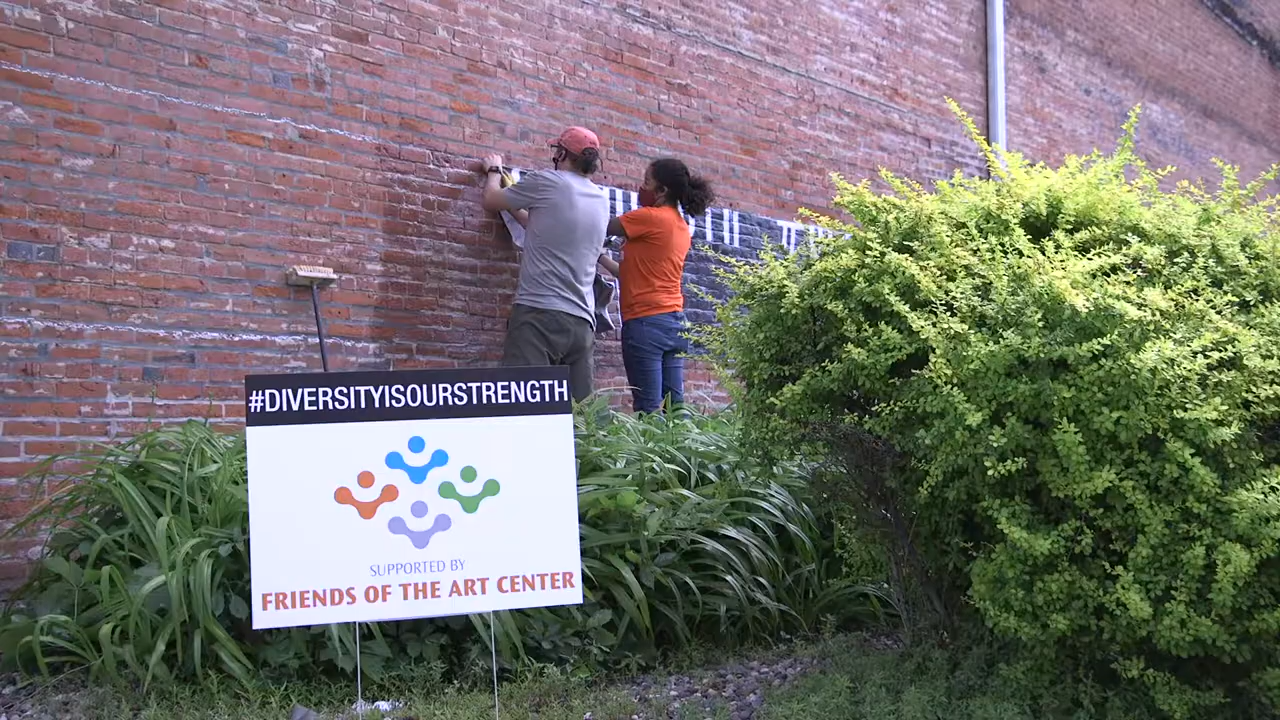 #DIVERSITYISOURSTRENGTH
SUPPORTED BY
FRIENDS OF THE ART CENTER